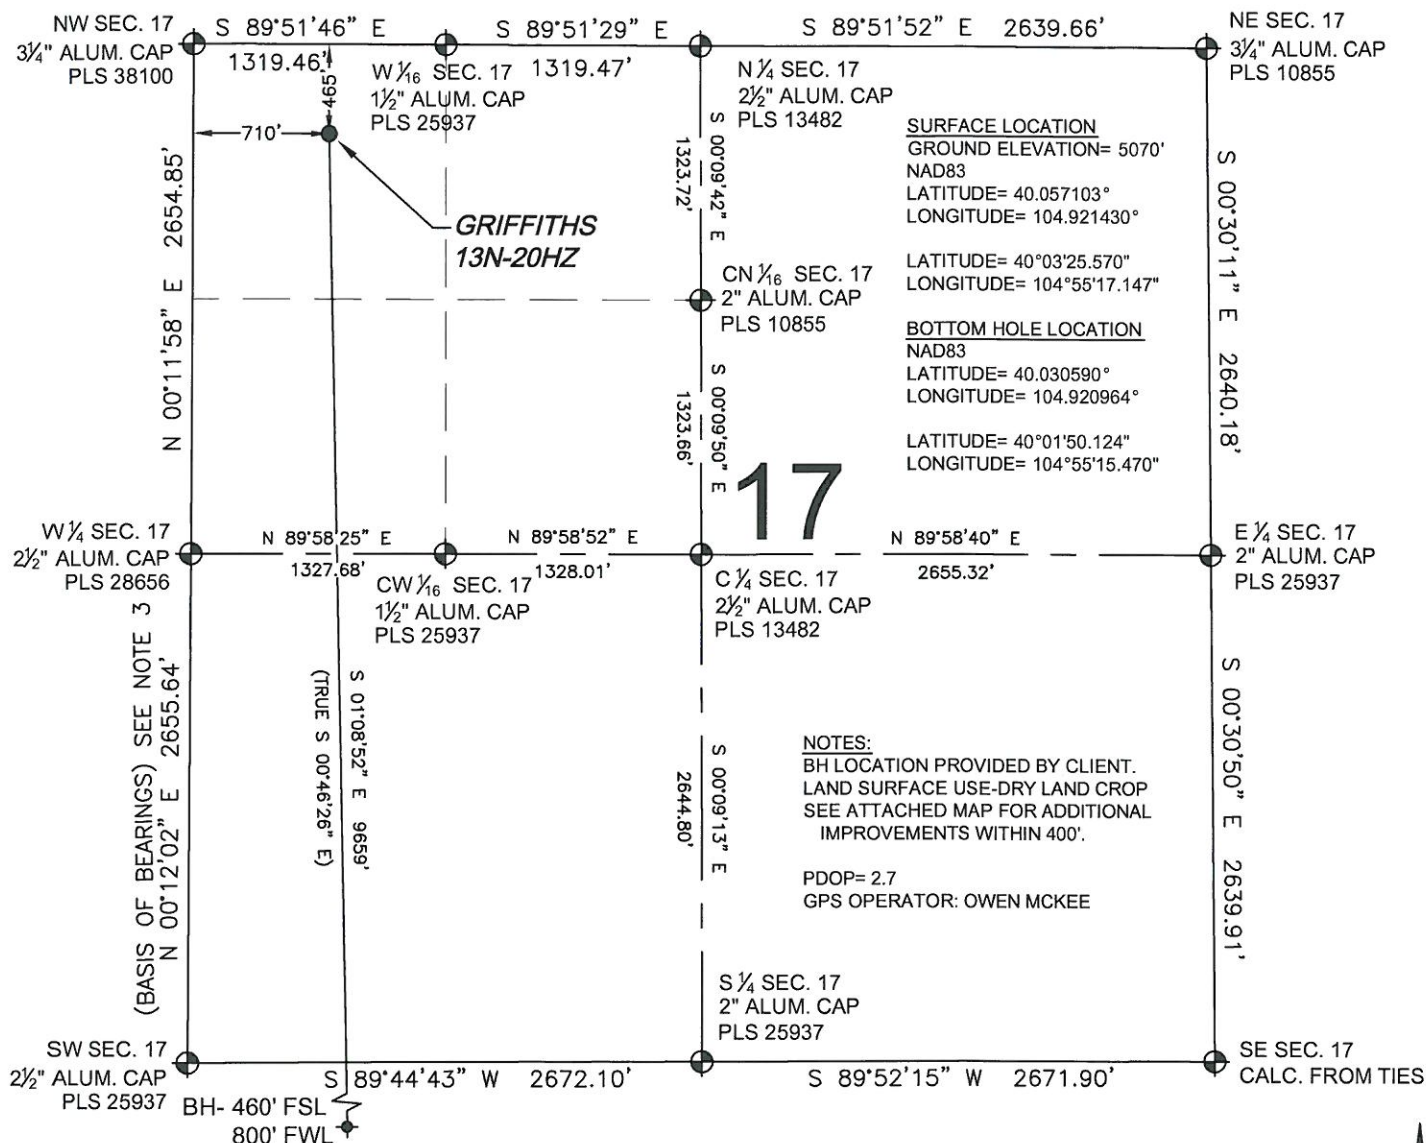 NW SEC. 17
3¼" ALUM. CAP
PLS 38100
S 89°51'46" E
1319.46'
W 1/16 SEC. 17
1½" ALUM. CAP
PLS 25937
S 89°51'29" E
1319.47'
N ¼ SEC. 17
2½" ALUM. CAP
PLS 13482
S 89°51'52" E 2639.66'
NE SEC. 17
3¼" ALUM. CAP
PLS 10855
465'
710'
GRIFFITHS
13N-20HZ
N 00°11'58" E 2654.85'
S 00°09'42" E
1323.72'
CN 1/16 SEC. 17
2" ALUM. CAP
PLS 10855
S 00°09'50" E
1323.66'
SURFACE LOCATION
GROUND ELEVATION= 5070'
NAD83
LATITUDE= 40.057103°
LONGITUDE= 104.921430°
LATITUDE= 40°03'25.570"
LONGITUDE= 104°55'17.147"
BOTTOM HOLE LOCATION
NAD83
LATITUDE= 40.030590°
LONGITUDE= 104.920964°
LATITUDE= 40°01'50.124"
LONGITUDE= 104°55'15.470"
S 00°30'11" E 2640.18'
17
W ¼ SEC. 17
2½" ALUM. CAP
PLS 28656
N 89°58'25" E
1327.68'
CW 1/16 SEC. 17
1½" ALUM. CAP
PLS 25937
N 89°58'52" E
1328.01'
C ¼ SEC. 17
2½" ALUM. CAP
PLS 13482
N 89°58'40" E
2655.32'
E ¼ SEC. 17
2" ALUM. CAP
PLS 25937
(BASIS OF BEARINGS) SEE NOTE 3
N 00°12'02" E 2655.64'
S 01°08'52" E 9659'
(TRUE S 00°46'26" E)
S 00°09'13" E
2644.80'
NOTES:
BH LOCATION PROVIDED BY CLIENT.
LAND SURFACE USE-DRY LAND CROP
SEE ATTACHED MAP FOR ADDITIONAL
IMPROVEMENTS WITHIN 400'.
PDOP= 2.7
GPS OPERATOR: OWEN MCKEE
S 00°30'50" E 2639.91'
S ¼ SEC. 17
2" ALUM. CAP
PLS 25937
SW SEC. 17
2½" ALUM. CAP
PLS 25937
S 89°44'43" W 2672.10'
S 89°52'15" W 2671.90'
SE SEC. 17
CALC. FROM TIES
BH- 460' FSL
800' FWL